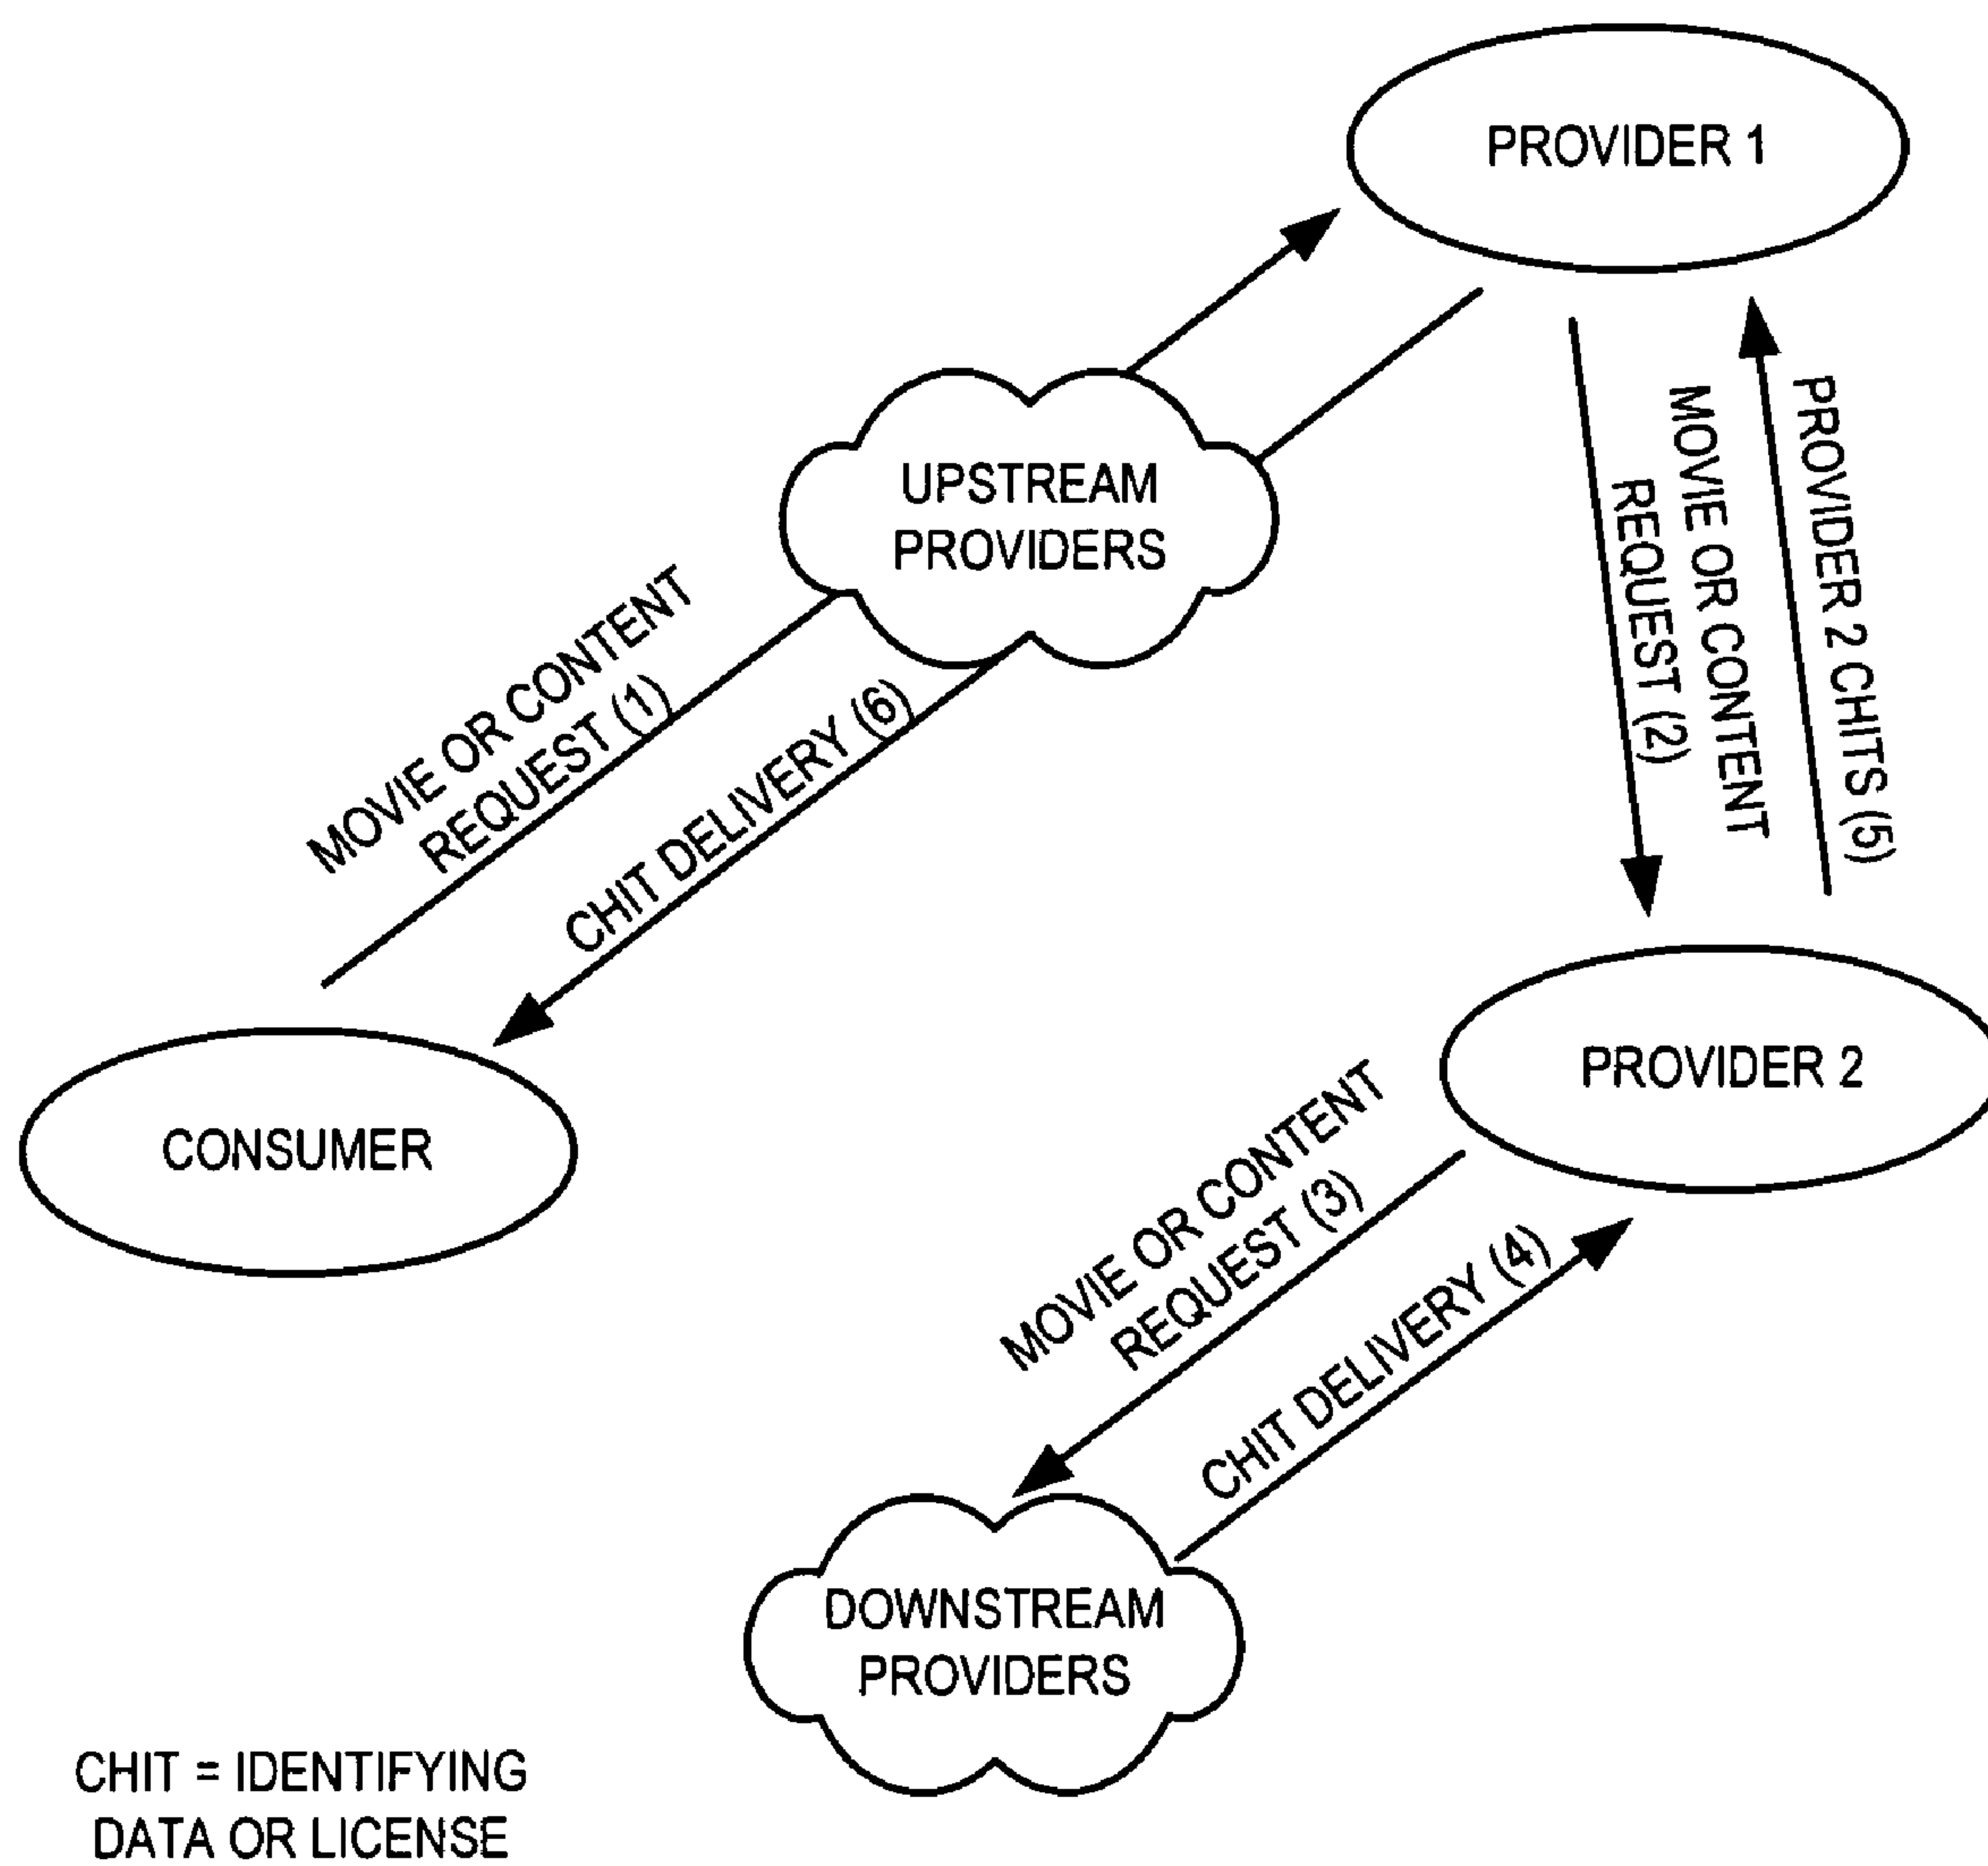 PROVIDER 1
UPSTREAM
PROVIDERS
MOVIE OR CONTENT
REQUEST (1)
CHIT DELIVERY (6)
MOVIE OR CONTENT
REQUEST (2)
PROVIDER 2 CHITS (5)
CONSUMER
PROVIDER 2
MOVIE OR CONTENT
REQUEST (3)
CHIT DELIVERY (4)
DOWNSTREAM
PROVIDERS
CHIT = IDENTIFYING
DATA OR LICENSE